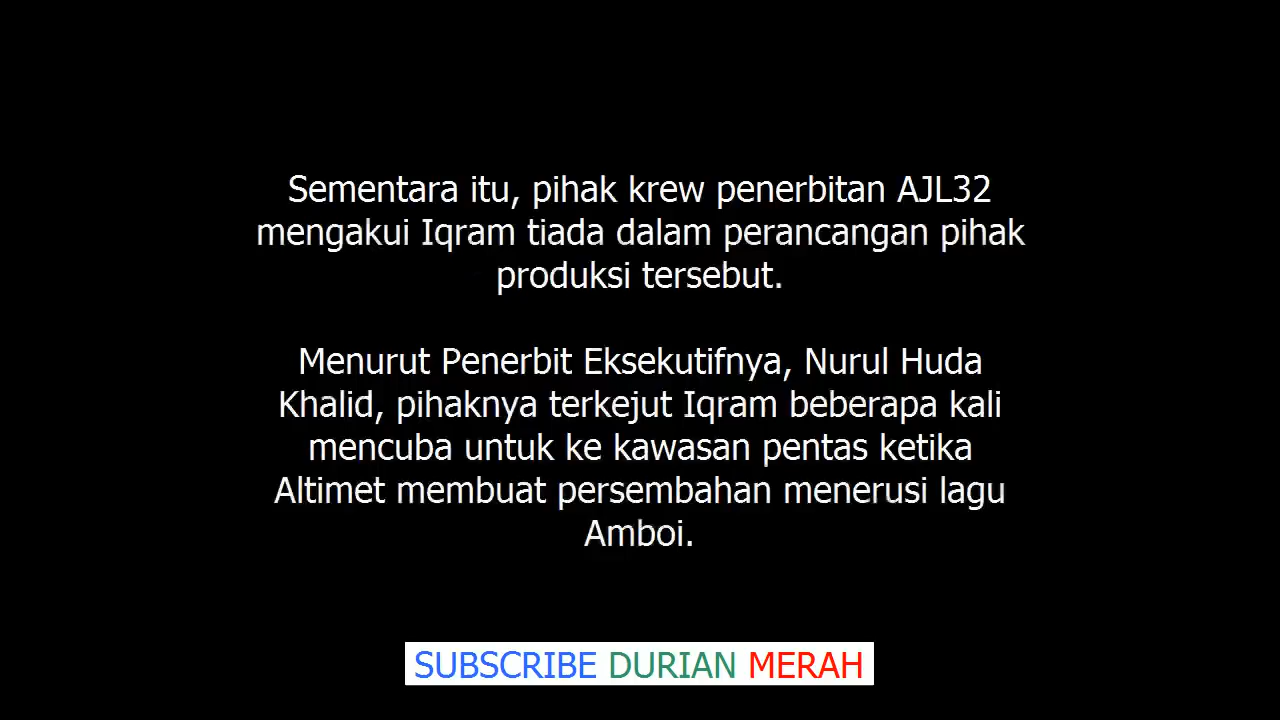 Sementara itu, pihak krew penerbitan AJL32
mengakui Iqram tiada dalam perancangan pihak
produksi tersebut.
Menurut Penerbit Eksekutifnya, Nurul Huda
Khalid, pihaknya terkejut Iqram beberapa kali
mencuba untuk ke kawasan pentas ketika
Altimet membuat persembahan menerusi lagu
Amboi.
SUBSCRIBE DURIAN MERAH